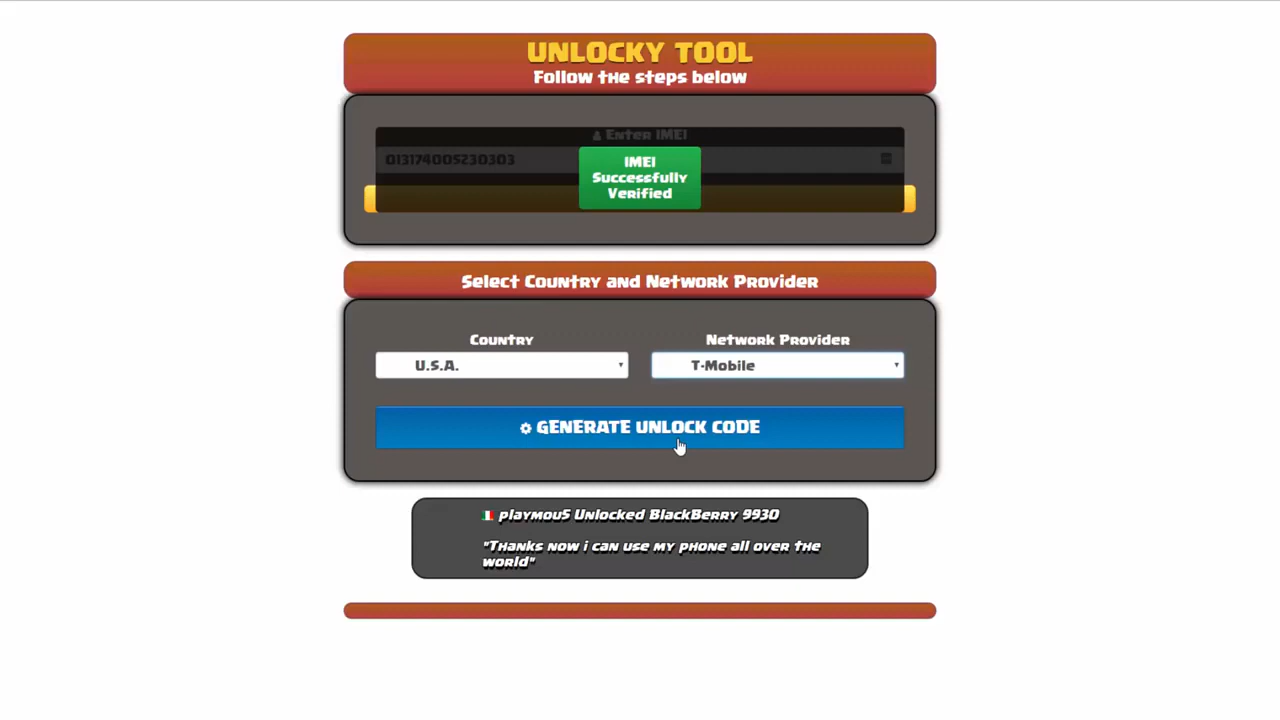 UNLOCKY TOOL
Follow the steps below
Enter IMEI
013174005230303
IMEI
Successfully
Verified
Select Country and Network Provider
Country
Network Provider
U.S.A.
T-Mobile
GENERATE UNLOCK CODE
playmou5 Unlocked BlackBerry 9930
"Thanks now i can use my phone all over the
world"